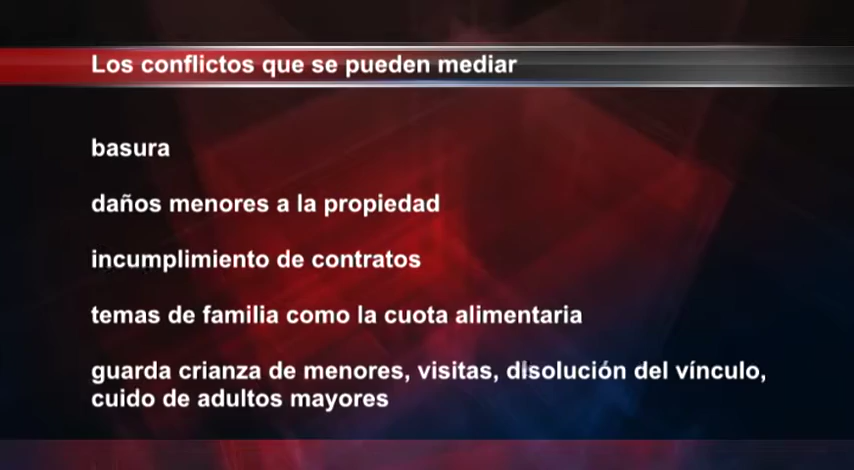 Los conflictos que se pueden mediar
basura
daños menores a la propiedad
incumplimiento de contratos
temas de familia como la cuota alimentaria
guarda crianza de menores, visitas, disolución del vínculo,
cuido de adultos mayores